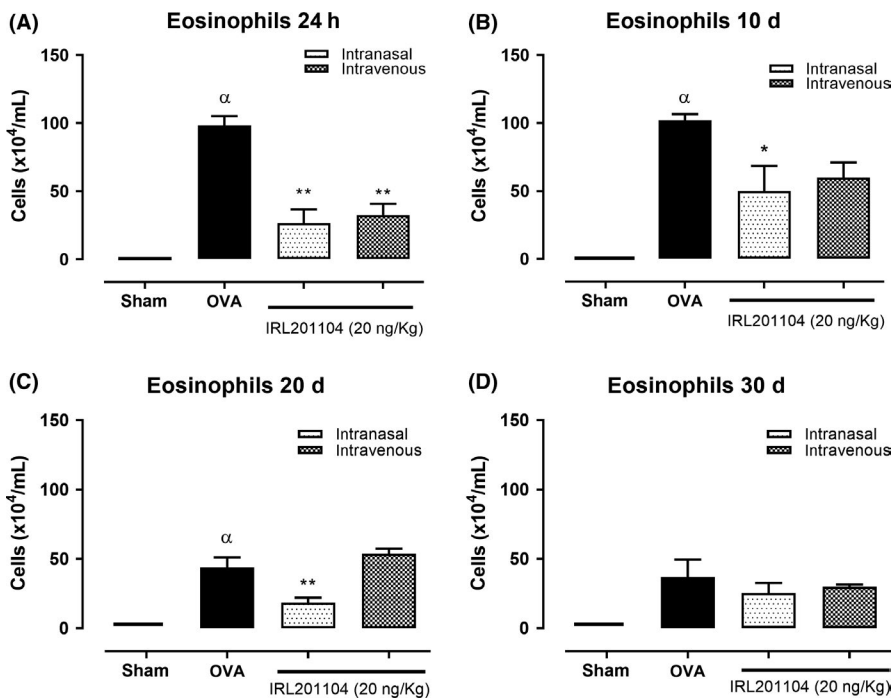 (A)
Eosinophils 24 h
Intranasal
Intravenous
Cells (x10⁴/mL)
150
100
50
0
α
**
**
Sham
OVA
IRL201104 (20 ng/Kg)
(B)
Eosinophils 10 d
Intranasal
Intravenous
Cells (x10⁴/mL)
150
100
50
0
α
*
Sham
OVA
IRL201104 (20 ng/Kg)
(C)
Eosinophils 20 d
Intranasal
Intravenous
Cells (x10⁴/mL)
150
100
50
0
α
**
Sham
OVA
IRL201104 (20 ng/Kg)
(D)
Eosinophils 30 d
Intranasal
Intravenous
Cells (x10⁴/mL)
150
100
50
0
Sham
OVA
IRL201104 (20 ng/Kg)